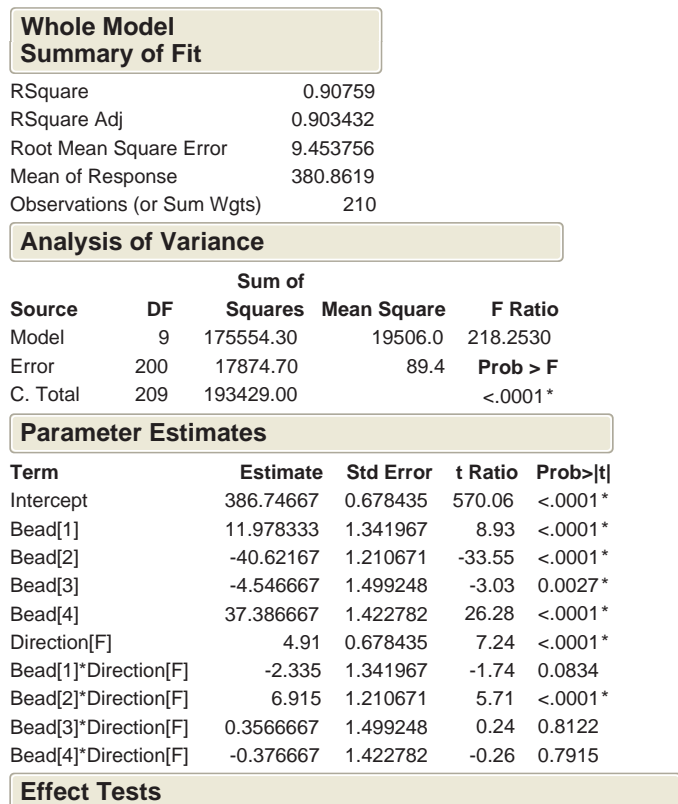 Whole Model
Summary of Fit
RSquare 0.90759
RSquare Adj 0.903432
Root Mean Square Error 9.453756
Mean of Response 380.8619
Observations (or Sum Wgts) 210
Analysis of Variance
Sum of
Source DF Squares Mean Square F Ratio
Model 9 175554.30 19506.0 218.2530
Error 200 17874.70 89.4 Prob > F
C. Total 209 193429.00 <.0001*
Parameter Estimates
Term Estimate Std Error t Ratio Prob>|t|
Intercept 386.74667 0.678435 570.06 <.0001*
Bead[1] 11.978333 1.341967 8.93 <.0001*
Bead[2] -40.62167 1.210671 -33.55 <.0001*
Bead[3] -4.546667 1.499248 -3.03 0.0027*
Bead[4] 37.386667 1.422782 26.28 <.0001*
Direction[F] 4.91 0.678435 7.24 <.0001*
Bead[1]*Direction[F] -2.335 1.341967 -1.74 0.0834
Bead[2]*Direction[F] 6.915 1.210671 5.71 <.0001*
Bead[3]*Direction[F] 0.3566667 1.499248 0.24 0.8122
Bead[4]*Direction[F] -0.376667 1.422782 -0.26 0.7915
Effect Tests